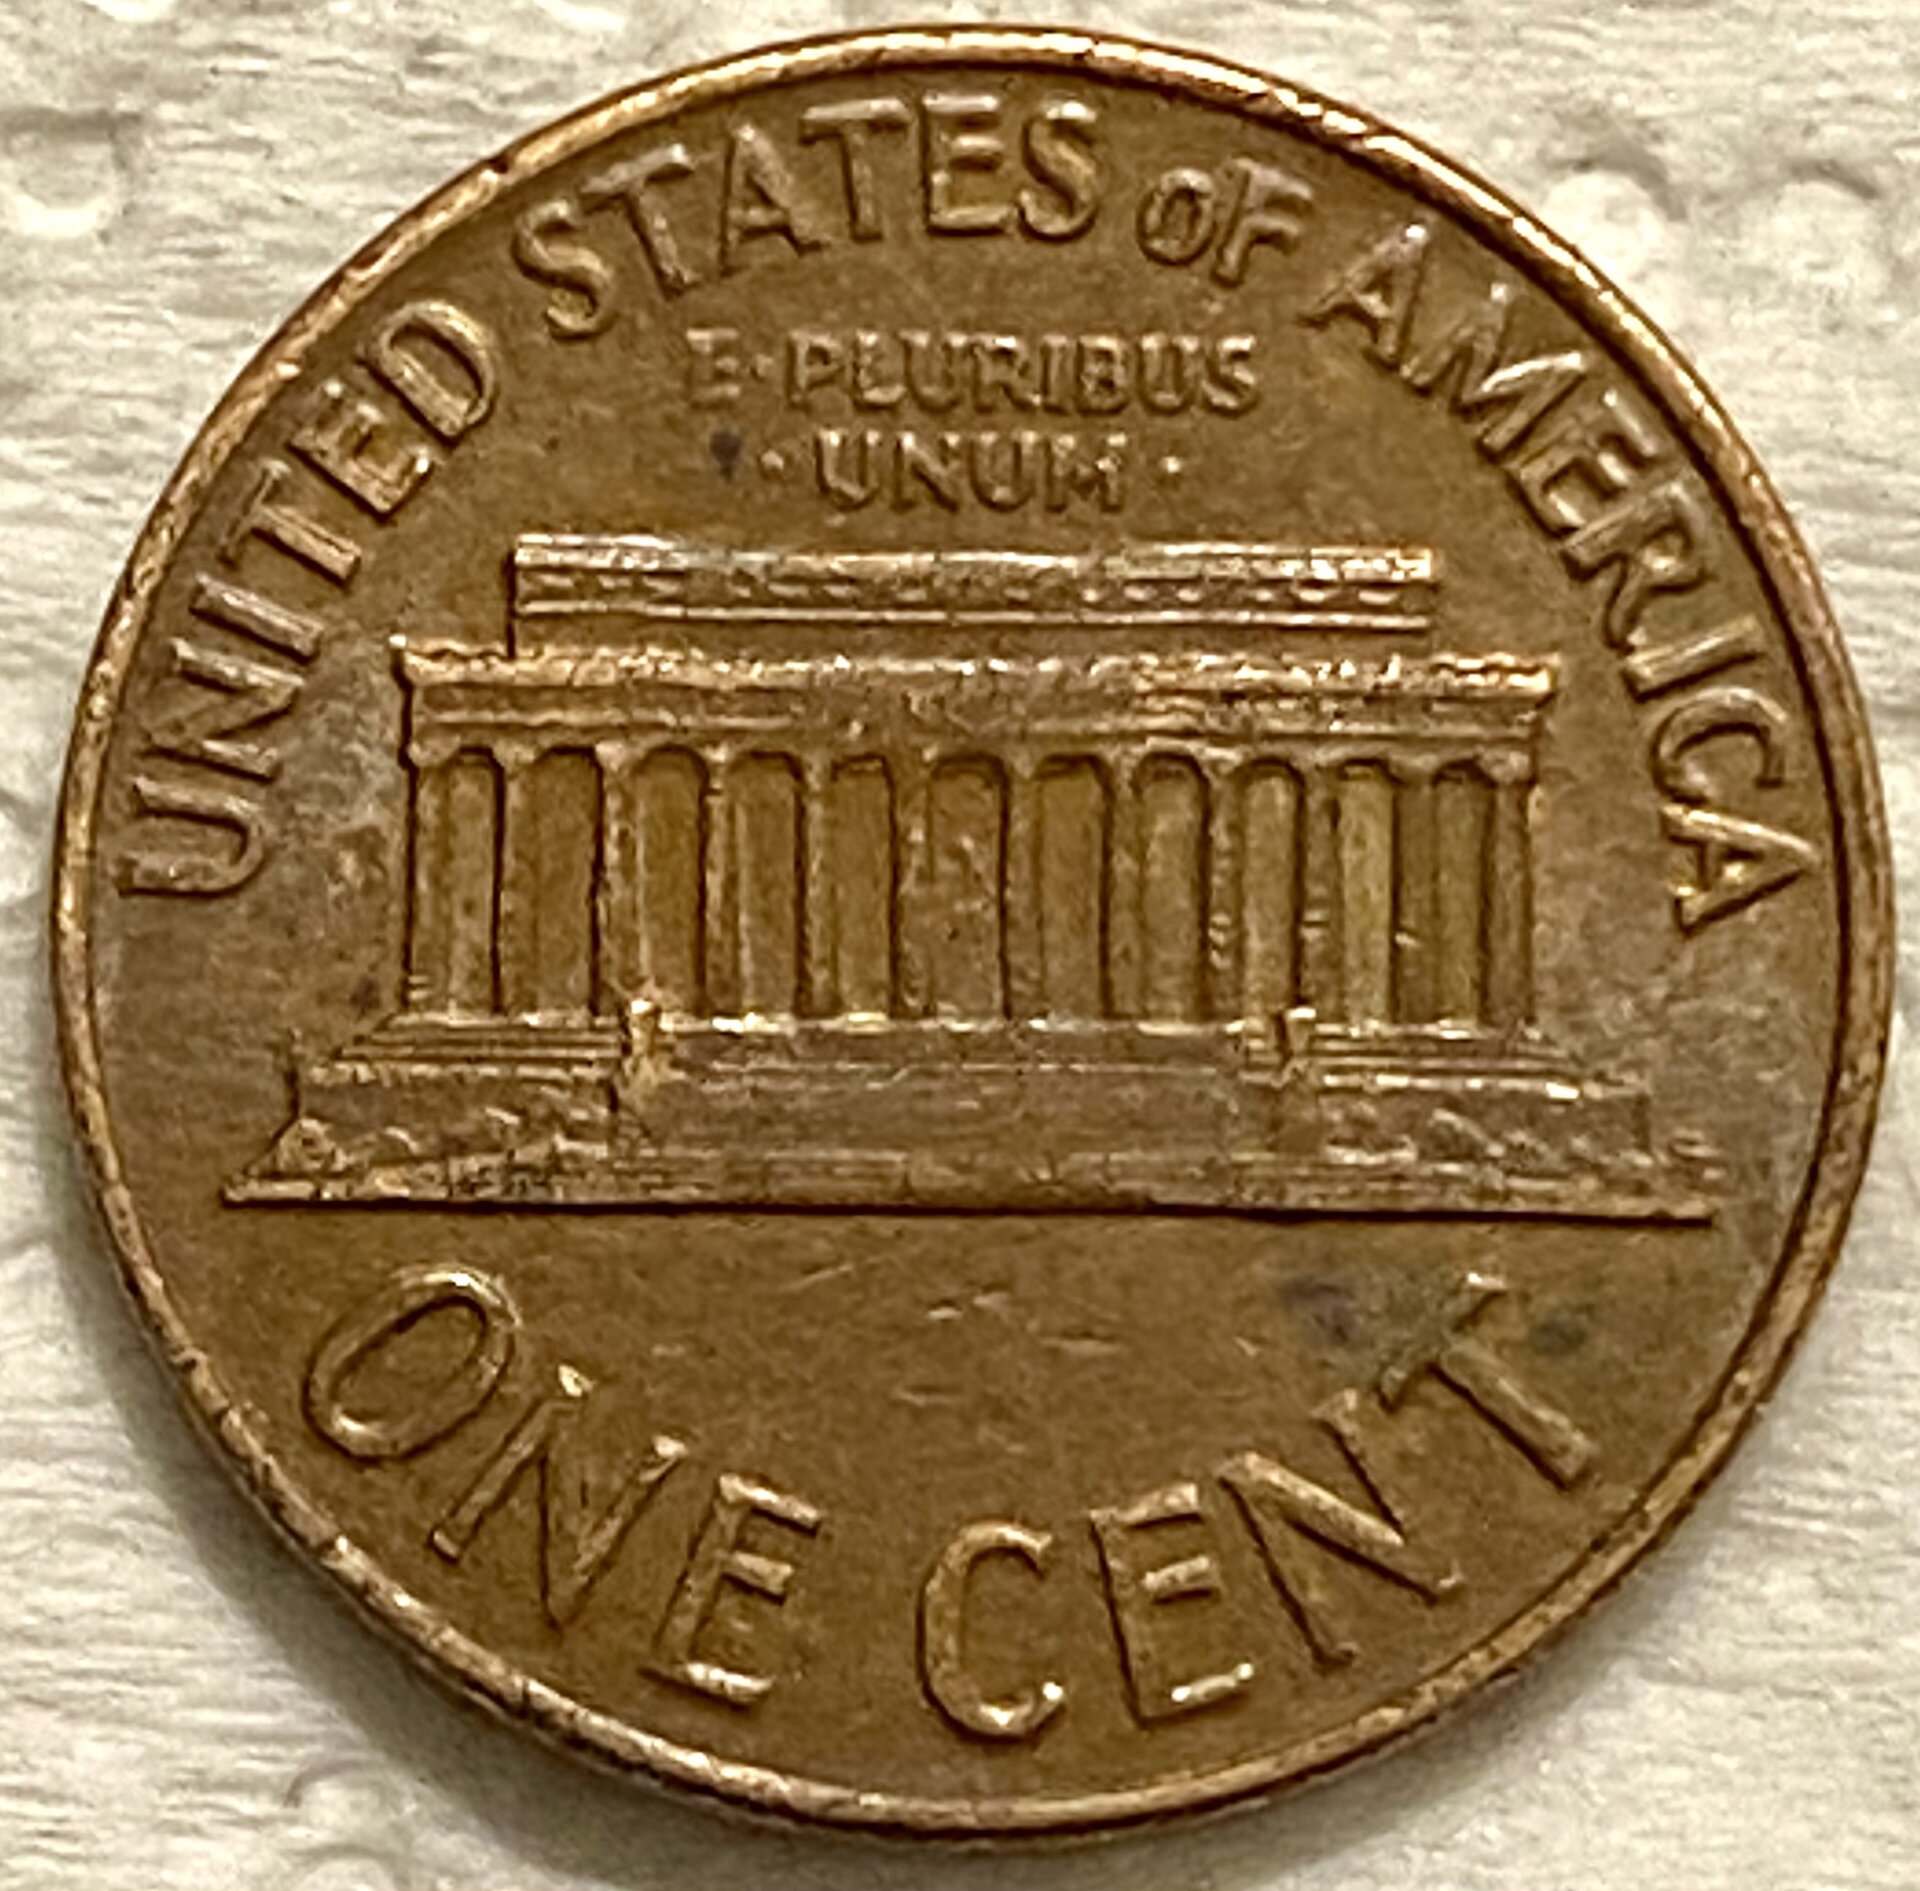 UNITED STATES OF AMERICA
E·PLURIBUS
·UNUM·
ONE CENT